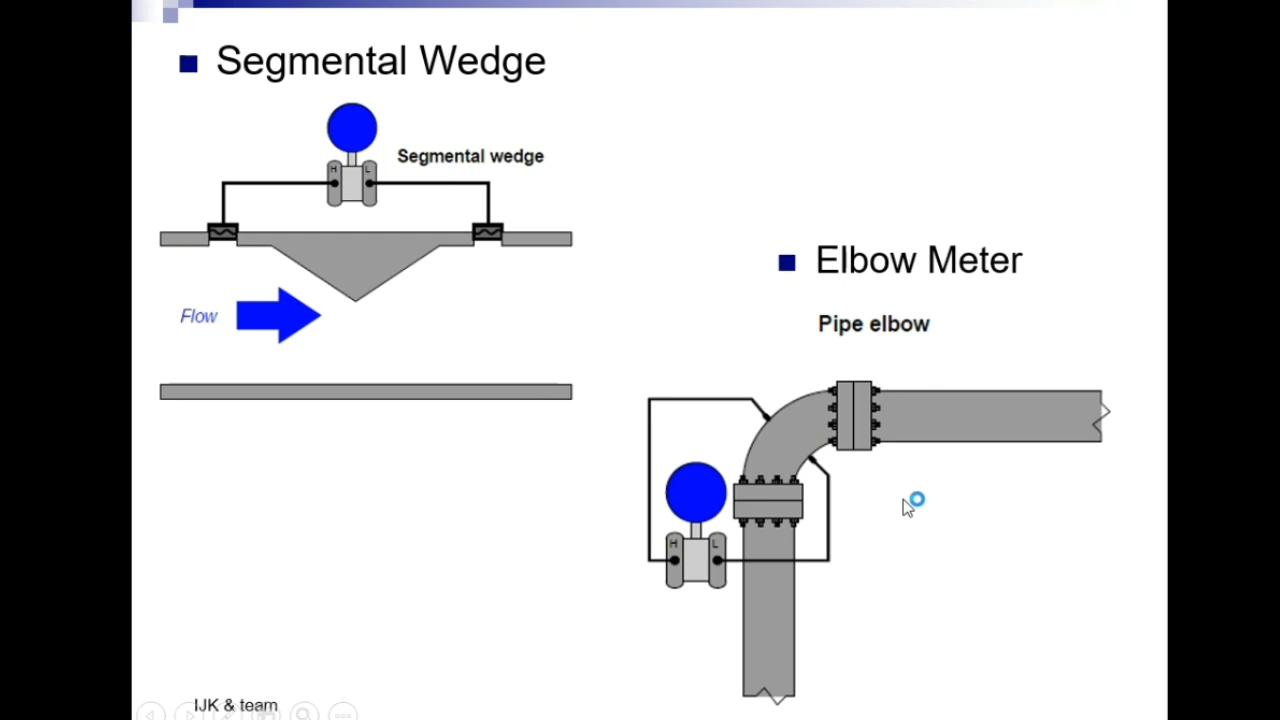 Segmental Wedge
Segmental wedge
H L
Flow
Elbow Meter
Pipe elbow
H L
IJK & team